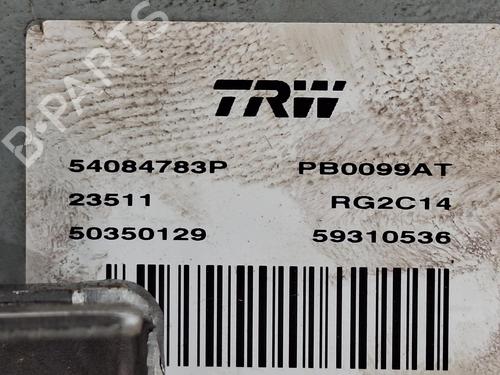 B-PARTS
TRW
54084783P PB0099AT
23511 RG2C14
50350129 59310536